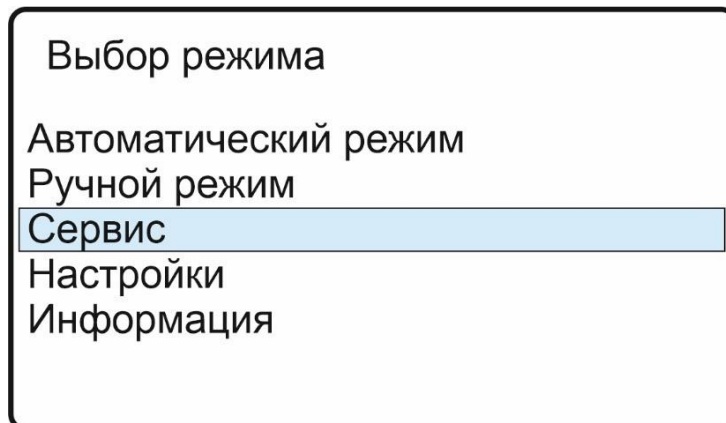 Выбор режима
Автоматический режим
Ручной режим
Сервис
Настройки
Информация